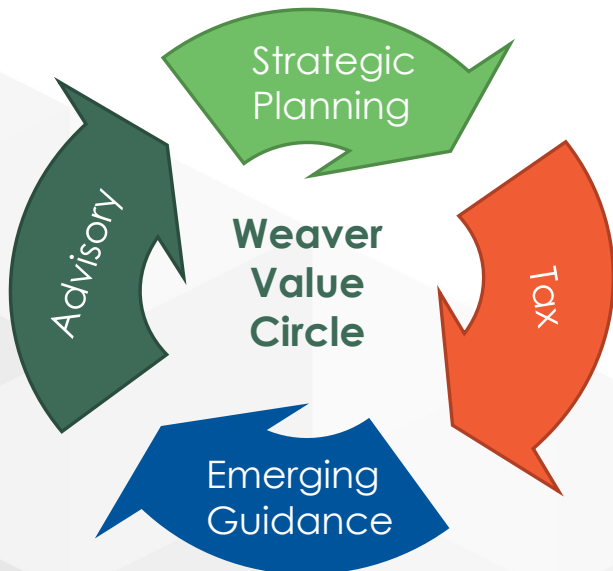 Strategic
Planning
Advisory
Weaver
Value
Circle
Tax
Emerging
Guidance